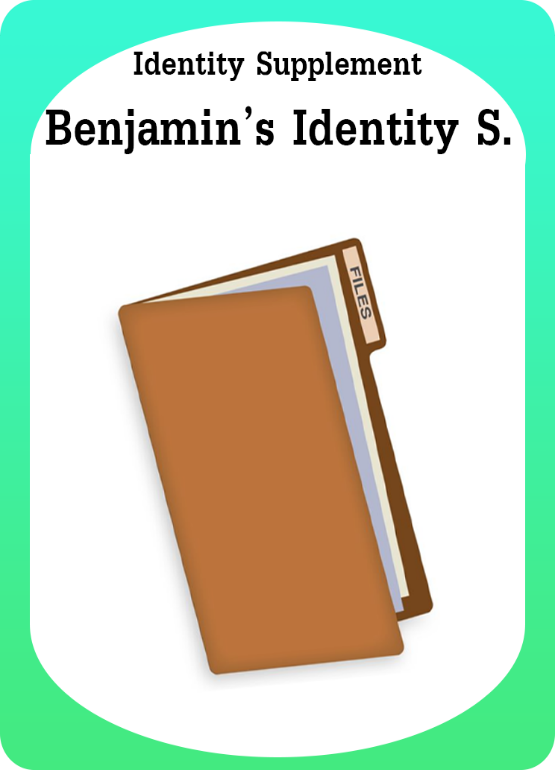 Identity Supplement
Benjamin’s Identity S.
FILES